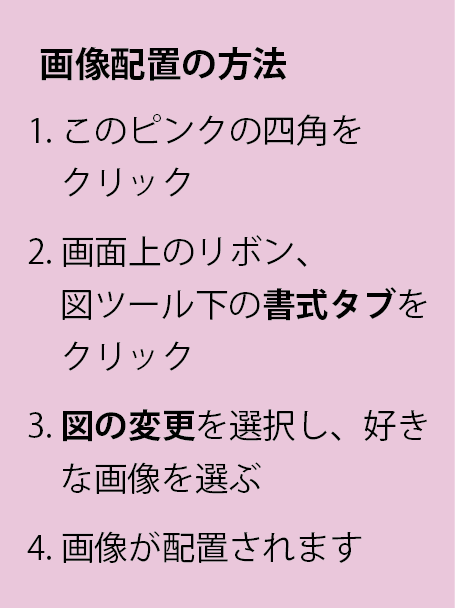 画像配置の方法
1. このピンクの四角を
クリック
2. 画面上のリボン、
図ツール下の書式タブを
クリック
3. 図の変更を選択し、好き
な画像を選ぶ
4. 画像が配置されます